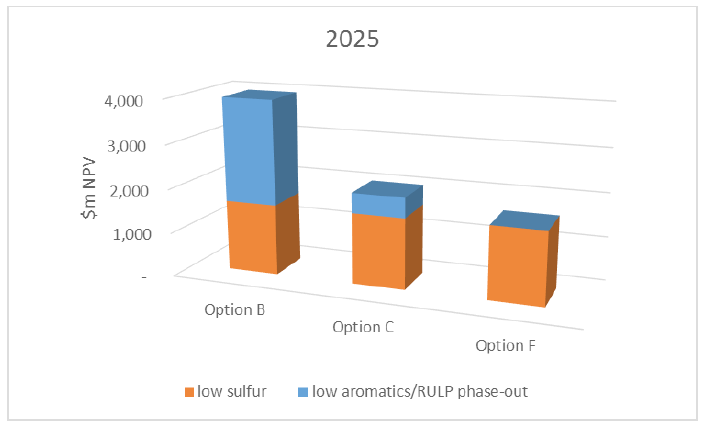 2025
4,000
3,000
2,000
1,000
-
$m NPV
Option B
Option C
Option F
low sulfur
low aromatics/RULP phase-out